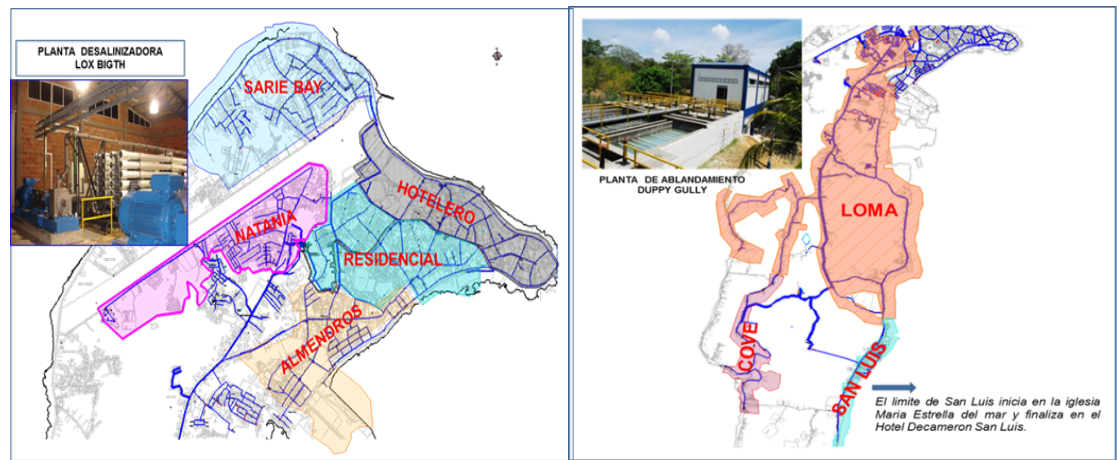 PLANTA DESALINIZADORA
LOX BIGTH
SARIE BAY
HOTELERO
NATANIA
RESIDENCIAL
ALMENDROS
PLANTA DE ABLANDAMIENTO
DUPPY GULLY
LOMA
COVE
SAN LUIS
El limite de San Luis inicia en la iglesia
Maria Estrella del mar y finaliza en el
Hotel Decameron San Luis.